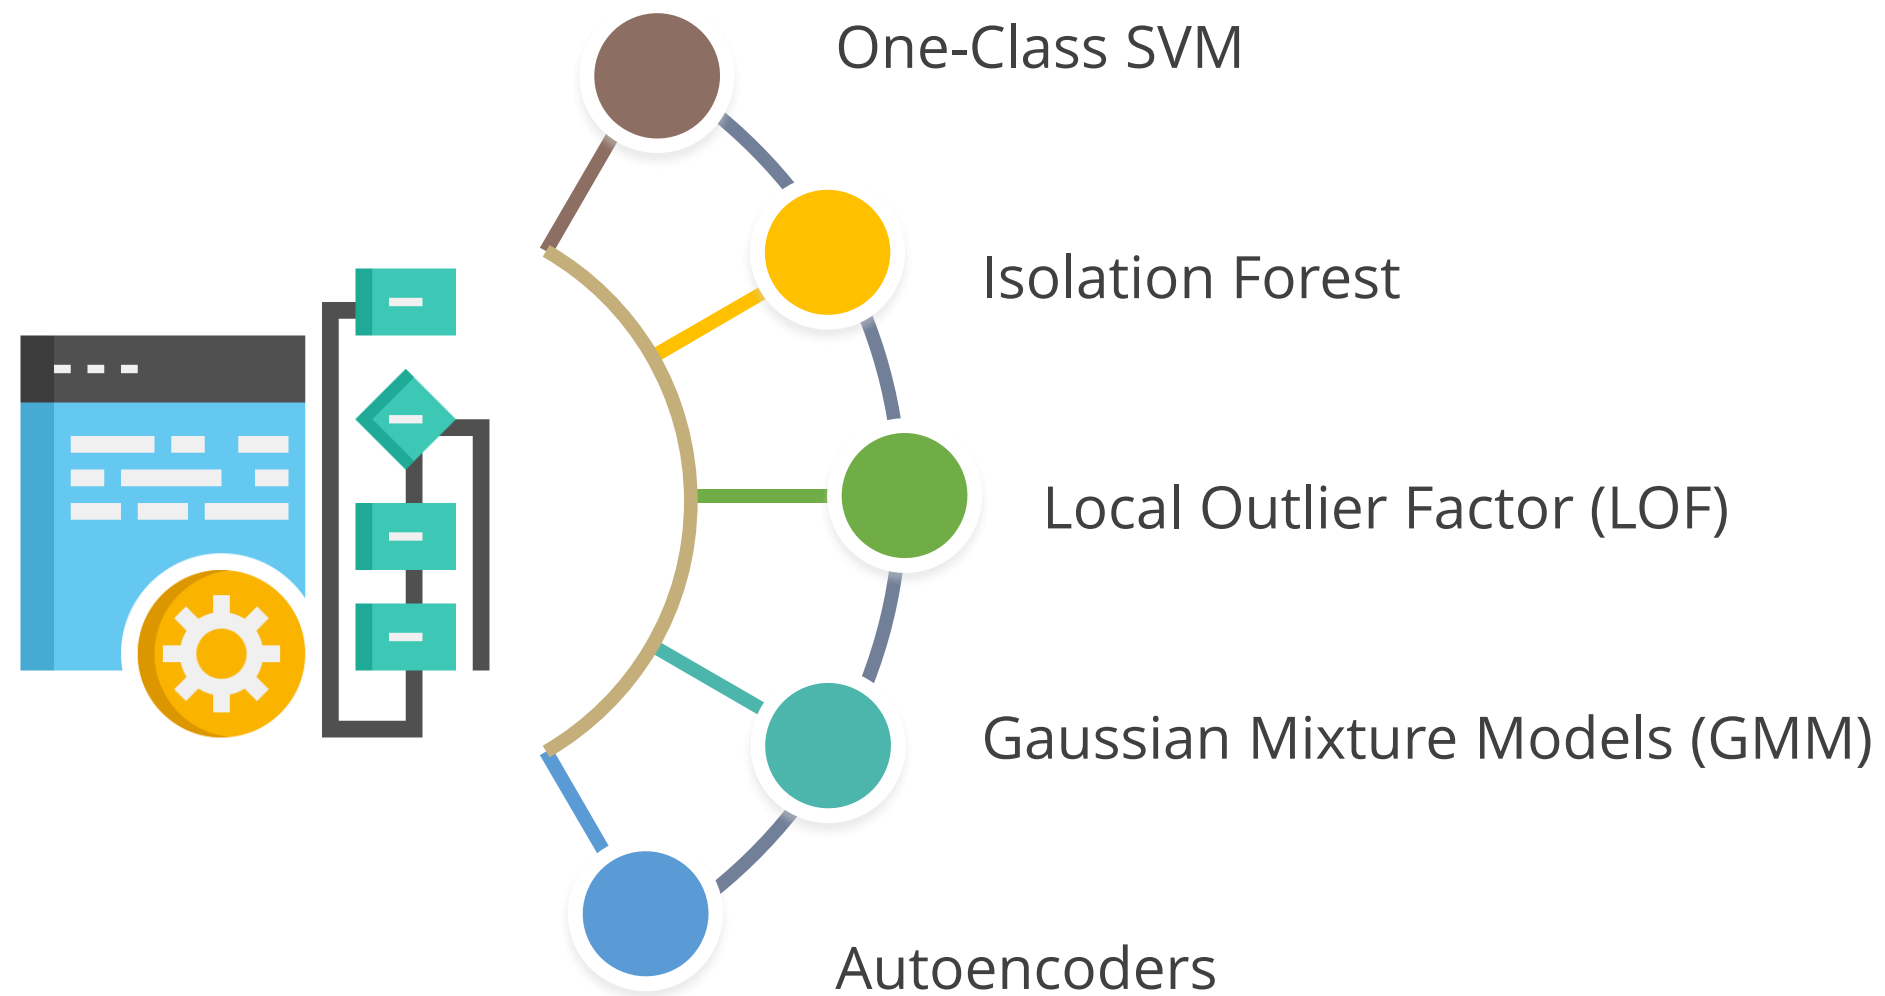 One-Class SVM
Isolation Forest
Local Outlier Factor (LOF)
Gaussian Mixture Models (GMM)
Autoencoders